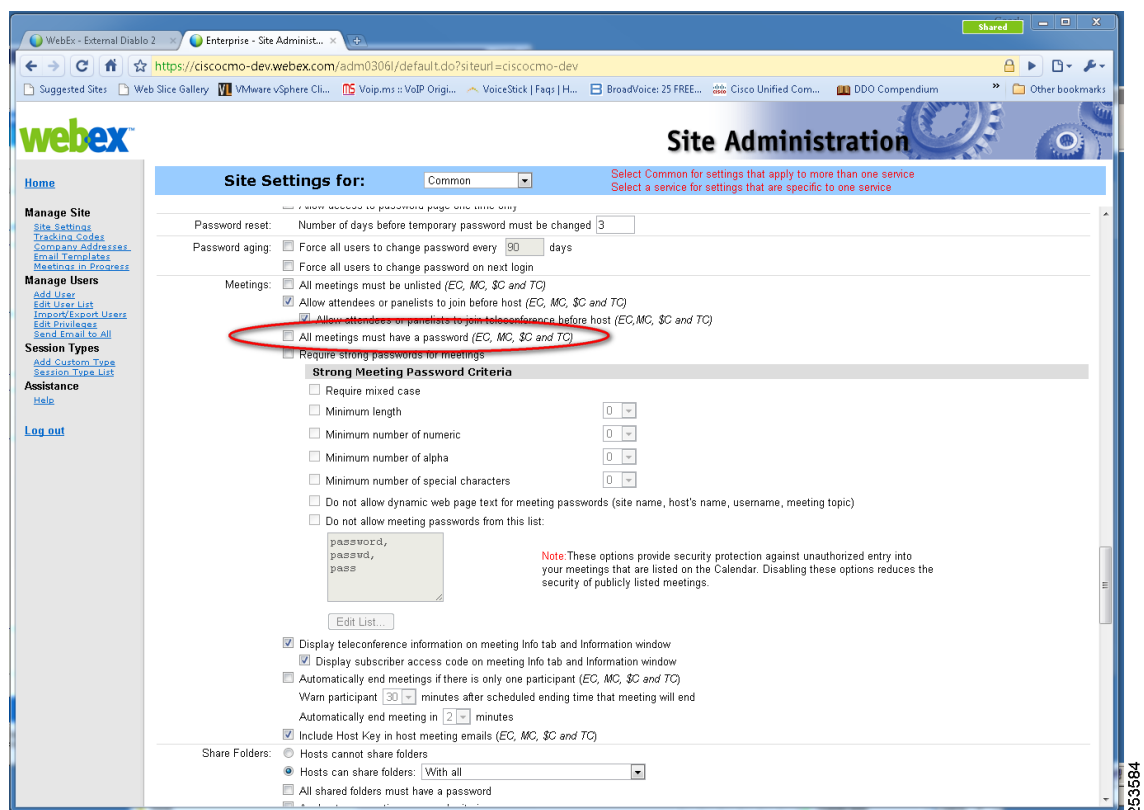 Shared
WebEx - External Diablo 2
Enterprise - Site Administ...
https://ciscocmo-dev.webex.com/adm0306l/default.do?siteurl=ciscocmo-dev
Suggested Sites Web Slice Gallery VMware vSphere Cli... Voip.ms :: VoIP Origi... VoiceStick | Faqs | H... BroadVoice: 25 FREE... Cisco Unified Com... DDO Compendium » Other bookmarks
webex
Site Administration
Home
Manage Site
Site Settings
Tracking Codes
Company Addresses
Email Templates
Meetings in Progress
Manage Users
Add User
Edit User List
Import/Export Users
Edit Privileges
Send Email to All
Session Types
Add Custom Type
Session Type List
Assistance
Help
Log out
Site Settings for: Common
Select Common for settings that apply to more than one service
Select a service for settings that are specific to one service
Allow access to password page one time only
Password reset: Number of days before temporary password must be changed 3
Password aging: Force all users to change password every 90 days
Force all users to change password on next login
Meetings: All meetings must be unlisted (EC, MC, $C and TC)
Allow attendees or panelists to join before host (EC, MC, $C and TC)
Allow attendees or panelists to join teleconference before host (EC,MC, $C and TC)
All meetings must have a password (EC, MC, $C and TC)
Require strong passwords for meetings
Strong Meeting Password Criteria
Require mixed case
Minimum length 0
Minimum number of numeric 0
Minimum number of alpha 0
Minimum number of special characters 0
Do not allow dynamic web page text for meeting passwords (site name, host's name, username, meeting topic)
Do not allow meeting passwords from this list:
password,
passwd,
pass
Note:These options provide security protection against unauthorized entry into
your meetings that are listed on the Calendar. Disabling these options reduces the
security of publicly listed meetings.
Edit List...
Display teleconference information on meeting Info tab and Information window
Display subscriber access code on meeting Info tab and Information window
Automatically end meetings if there is only one participant (EC, MC, $C and TC)
Warn participant 30 minutes after scheduled ending time that meeting will end
Automatically end meeting in 2 minutes
Include Host Key in host meeting emails (EC, MC, $C and TC)
Share Folders: Hosts cannot share folders
Hosts can share folders: With all
All shared folders must have a password
253584